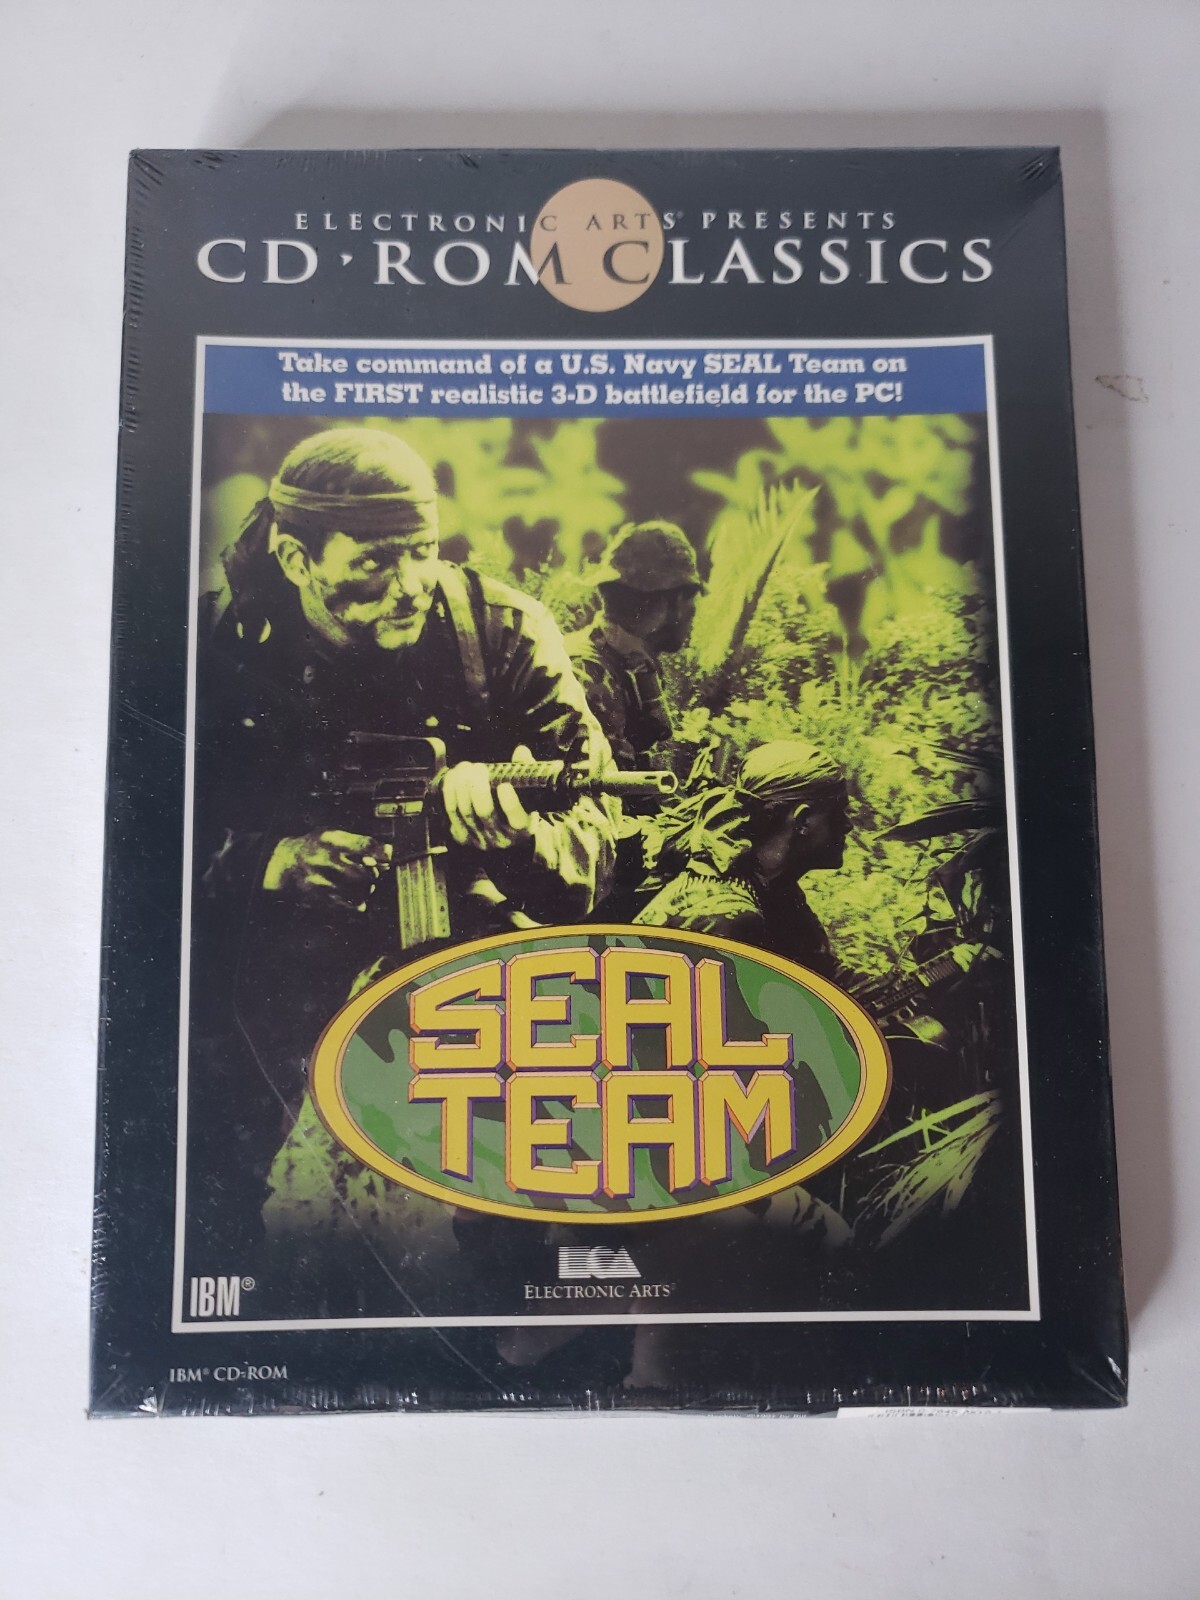 ELECTRONIC ARTS® PRESENTS
CD·ROM CLASSICS
Take command of a U.S. Navy SEAL Team on
the FIRST realistic 3-D battlefield for the PC!
SEAL
TEAM
IBM®
EA
ELECTRONIC ARTS®
IBM® CD-ROM